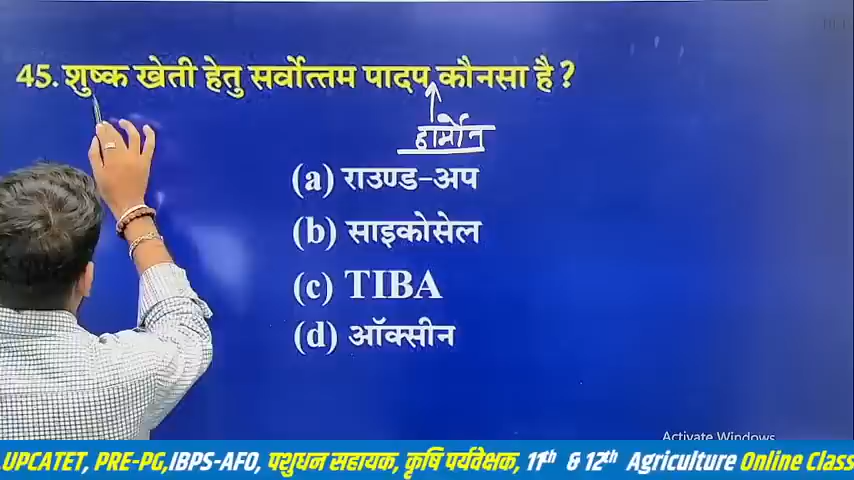 45. शुष्क खेती हेतु सर्वोत्तम पादप कौनसा है ?
हार्मोन
(a) राउण्ड-अप
(b) साइकोसेल
(c) TIBA
(d) ऑक्सीन
Activate Windows
UPCATET, PRE-PG,IBPS-AFO, पशुधन सहायक, कृषि पर्यवेक्षक, 11th & 12th Agriculture Online Class